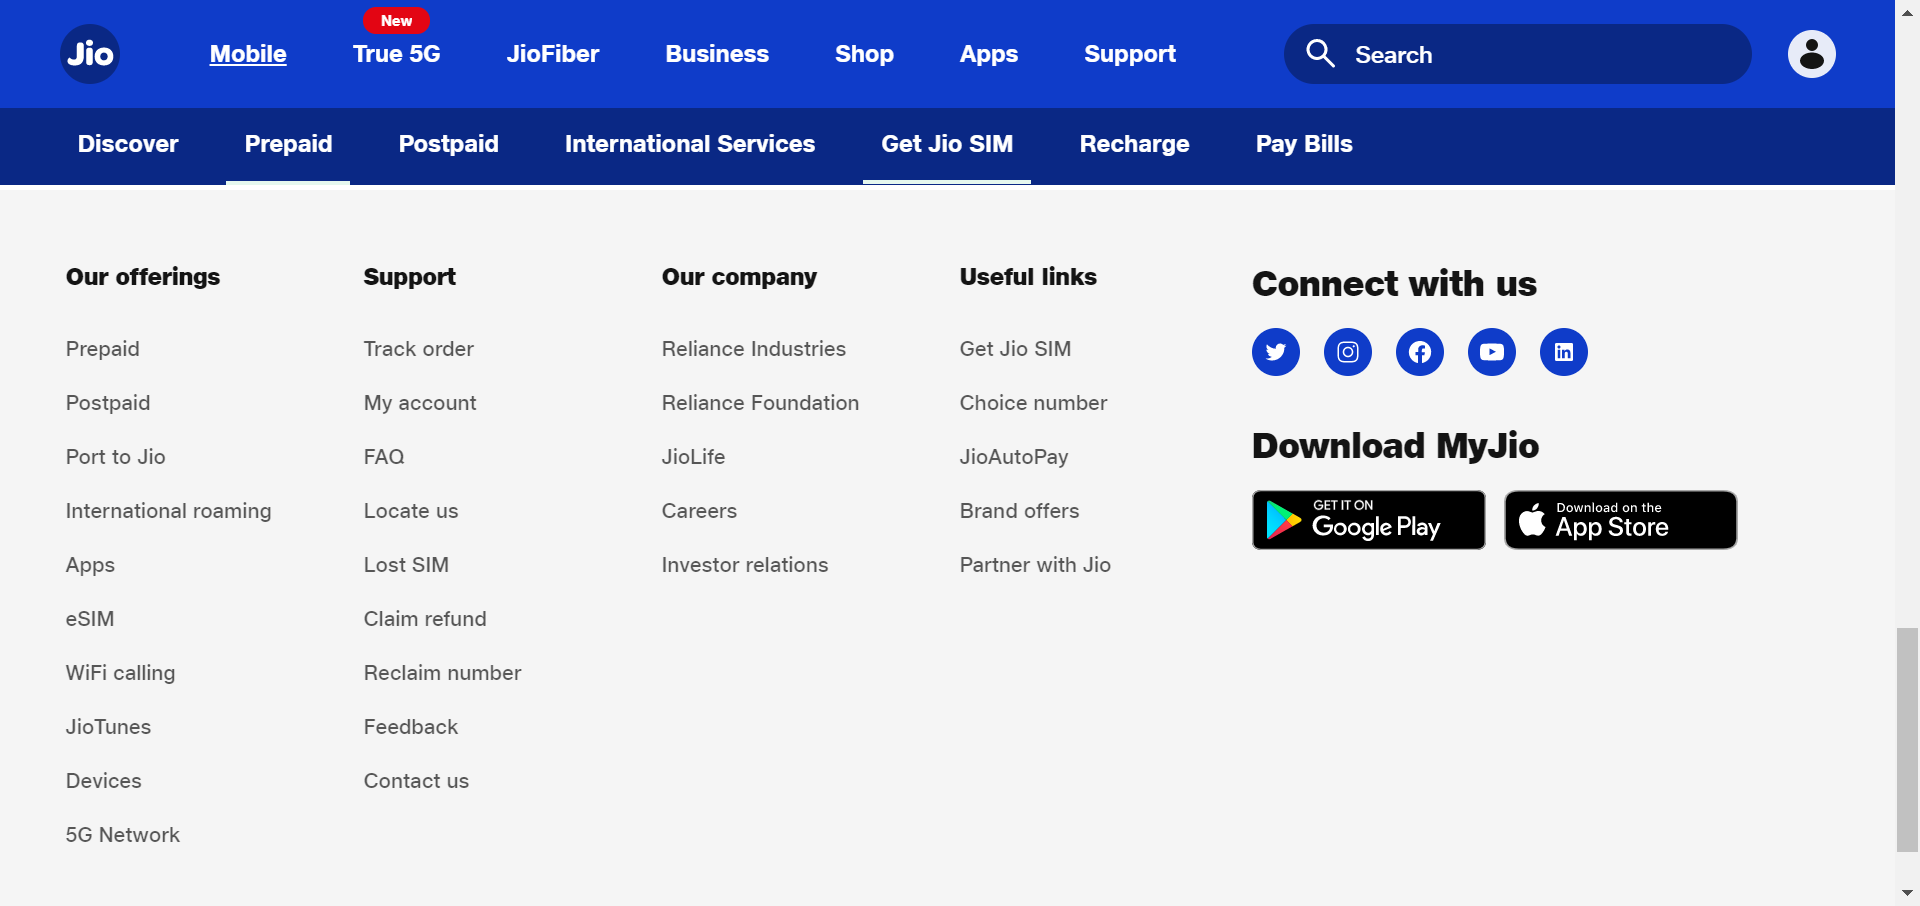 Jio
Mobile
New
True 5G
JioFiber
Business
Shop
Apps
Support
Search
Discover
Prepaid
Postpaid
International Services
Get Jio SIM
Recharge
Pay Bills
Our offerings
Prepaid
Postpaid
Port to Jio
International roaming
Apps
eSIM
WiFi calling
JioTunes
Devices
5G Network
Support
Track order
My account
FAQ
Locate us
Lost SIM
Claim refund
Reclaim number
Feedback
Contact us
Our company
Reliance Industries
Reliance Foundation
JioLife
Careers
Investor relations
Useful links
Get Jio SIM
Choice number
JioAutoPay
Brand offers
Partner with Jio
Connect with us
in
Download MyJio
GET IT ON
Google Play
Download on the
App Store